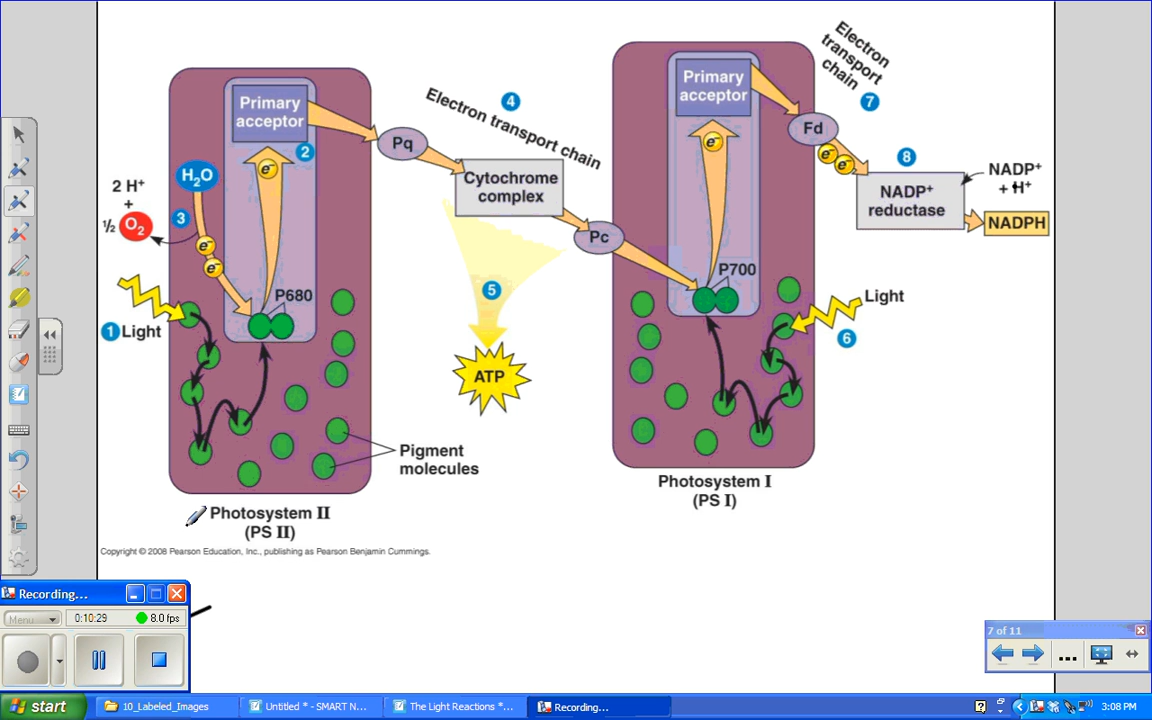 Primary
acceptor
2
Pq
4
Electron transport chain
Cytochrome
complex
Pc
5
ATP
H₂O
2 H⁺
+
½ O₂
3
e⁻
e⁻
e⁻
P680
1 Light
Pigment
molecules
Photosystem II
(PS II)
Primary
acceptor
e⁻
P700
Light
6
Photosystem I
(PS I)
Electron
transport
chain
7
Fd
e⁻
e⁻
8
NADP⁺
reductase
NADP⁺
+ H⁺
NADPH
Copyright © 2008 Pearson Education, Inc., publishing as Pearson Benjamin Cummings.
Recording...
Menu
0:10:29
8.0 fps
7 of 11
...
start
10_Labeled_Images
Untitled * - SMART N...
The Light Reactions *...
Recording...
?
3:08 PM